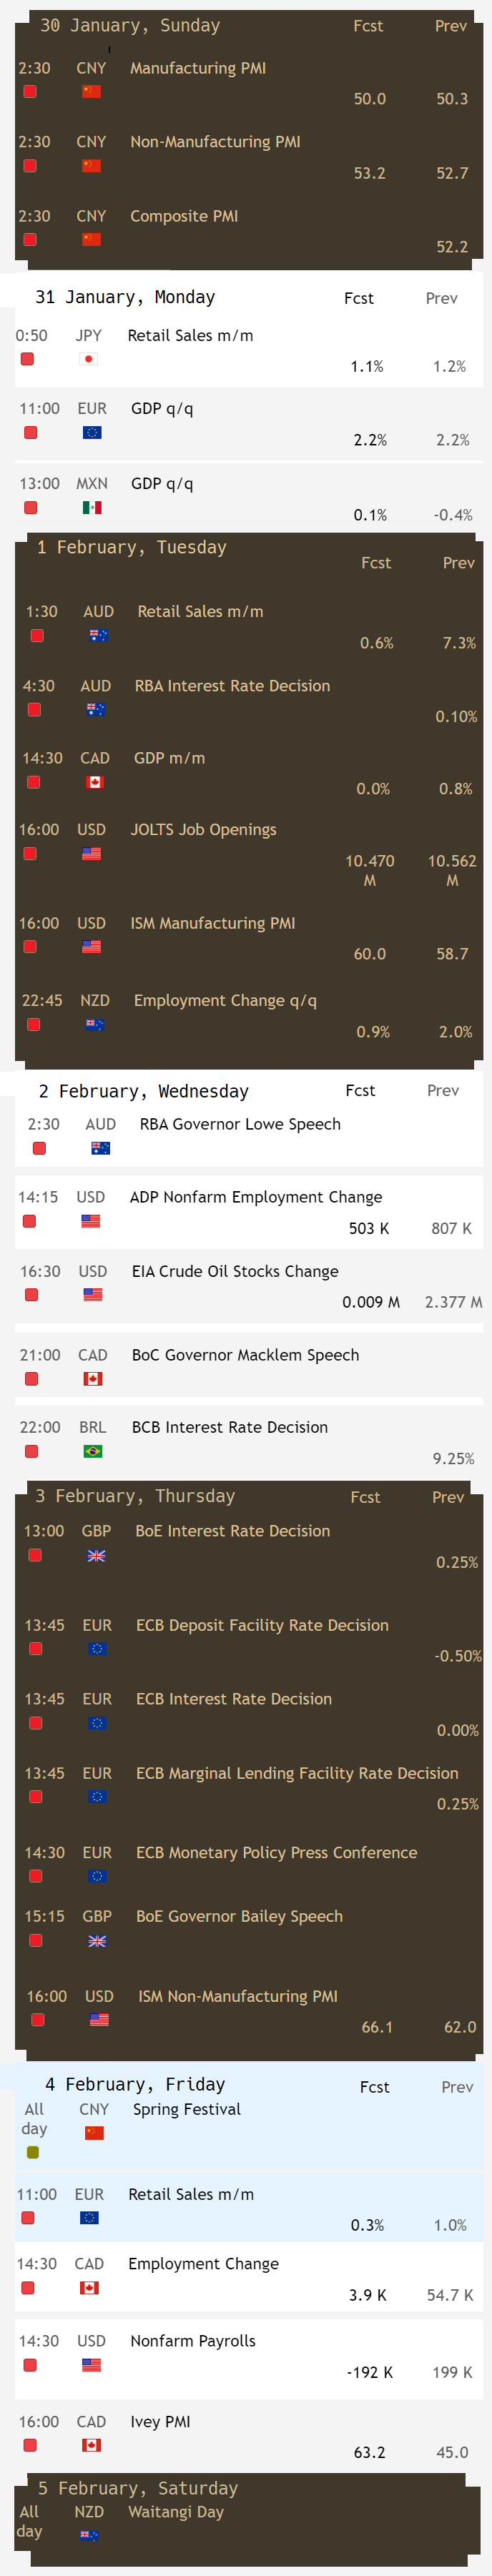 30 January, Sunday Fcst Prev
2:30 CNY Manufacturing PMI
50.0 50.3
2:30 CNY Non-Manufacturing PMI
53.2 52.7
2:30 CNY Composite PMI
52.2
31 January, Monday Fcst Prev
0:50 JPY Retail Sales m/m
1.1% 1.2%
11:00 EUR GDP q/q
2.2% 2.2%
13:00 MXN GDP q/q
0.1% -0.4%
1 February, Tuesday
Fcst Prev
1:30 AUD Retail Sales m/m
0.6% 7.3%
4:30 AUD RBA Interest Rate Decision
0.10%
14:30 CAD GDP m/m
0.0% 0.8%
16:00 USD JOLTS Job Openings
10.470 10.562
M M
16:00 USD ISM Manufacturing PMI
60.0 58.7
22:45 NZD Employment Change q/q
0.9% 2.0%
2 February, Wednesday Fcst Prev
2:30 AUD RBA Governor Lowe Speech
14:15 USD ADP Nonfarm Employment Change
503 K 807 K
16:30 USD EIA Crude Oil Stocks Change
0.009 M 2.377 M
21:00 CAD BoC Governor Macklem Speech
22:00 BRL BCB Interest Rate Decision
9.25%
3 February, Thursday Fcst Prev
13:00 GBP BoE Interest Rate Decision
0.25%
13:45 EUR ECB Deposit Facility Rate Decision
-0.50%
13:45 EUR ECB Interest Rate Decision
0.00%
13:45 EUR ECB Marginal Lending Facility Rate Decision
0.25%
14:30 EUR ECB Monetary Policy Press Conference
15:15 GBP BoE Governor Bailey Speech
16:00 USD ISM Non-Manufacturing PMI
66.1 62.0
4 February, Friday Fcst Prev
All CNY Spring Festival
day
11:00 EUR Retail Sales m/m
0.3% 1.0%
14:30 CAD Employment Change
3.9 K 54.7 K
14:30 USD Nonfarm Payrolls
-192 K 199 K
16:00 CAD Ivey PMI
63.2 45.0
5 February, Saturday
All NZD Waitangi Day
day